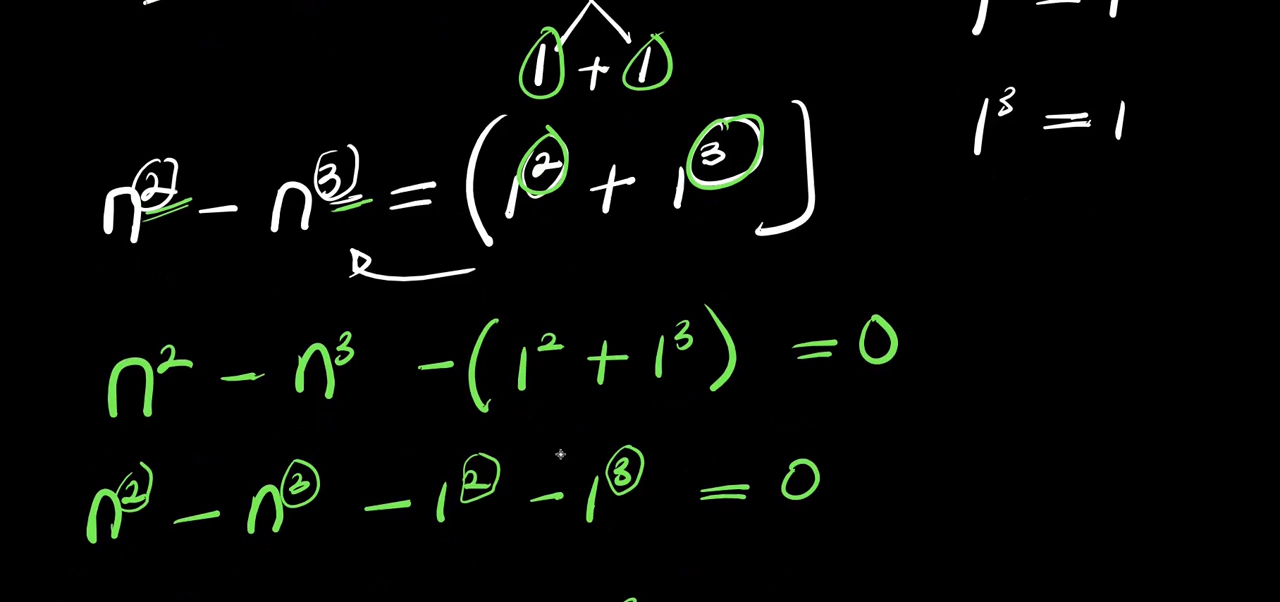 1 + 1
1³ = 1
n² - n³ = (1² + 1³]
n² - n³ - (1² + 1³) = 0
n² - n³ - 1² - 1³ = 0